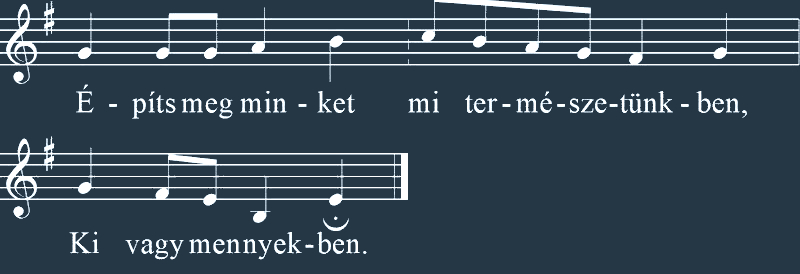 É - píts meg min - ket mi ter - mé - sze - tünk - ben,
Ki vagy mennyek - ben.